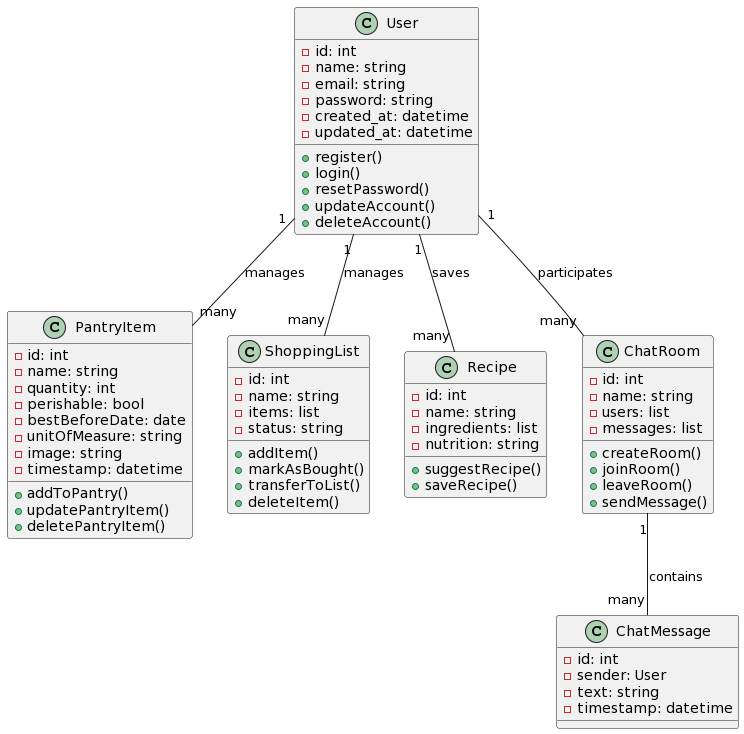 C User
id: int
name: string
email: string
password: string
created_at: datetime
updated_at: datetime
register()
login()
resetPassword()
updateAccount()
deleteAccount()
1
1
1
1
manages
manages
saves
participates
many
many
many
many
C PantryItem
id: int
name: string
quantity: int
perishable: bool
bestBeforeDate: date
unitOfMeasure: string
image: string
timestamp: datetime
addToPantry()
updatePantryItem()
deletePantryItem()
C ShoppingList
id: int
name: string
items: list
status: string
addItem()
markAsBought()
transferToList()
deleteItem()
C Recipe
id: int
name: string
ingredients: list
nutrition: string
suggestRecipe()
saveRecipe()
C ChatRoom
id: int
name: string
users: list
messages: list
createRoom()
joinRoom()
leaveRoom()
sendMessage()
1
contains
many
C ChatMessage
id: int
sender: User
text: string
timestamp: datetime